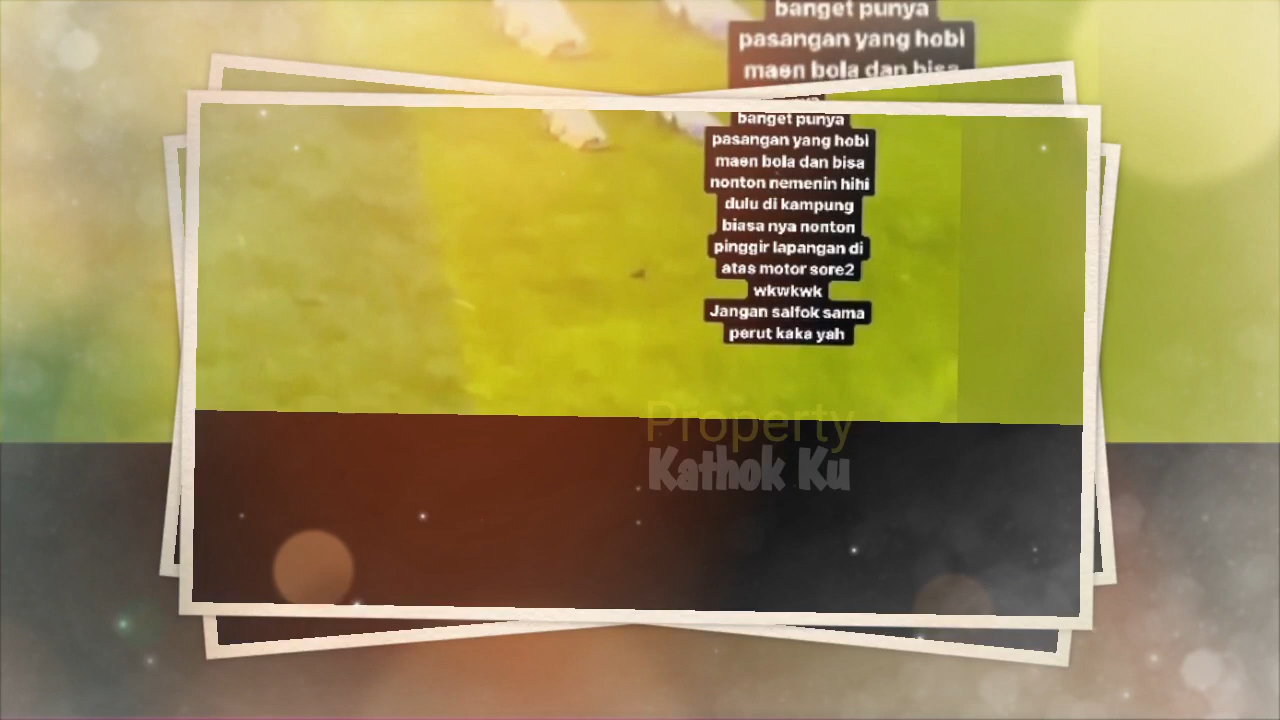 banget punya
pasangan yang hobi
maen bola dan bisa
banget punya
pasangan yang hobi
maen bola dan bisa
nonton nemenin hihi
dulu di kampung
biasa nya nonton
pinggir lapangan di
atas motor sore2
wkwkwk
Jangan salfok sama
perut kaka yah
Property
Kathok Ku